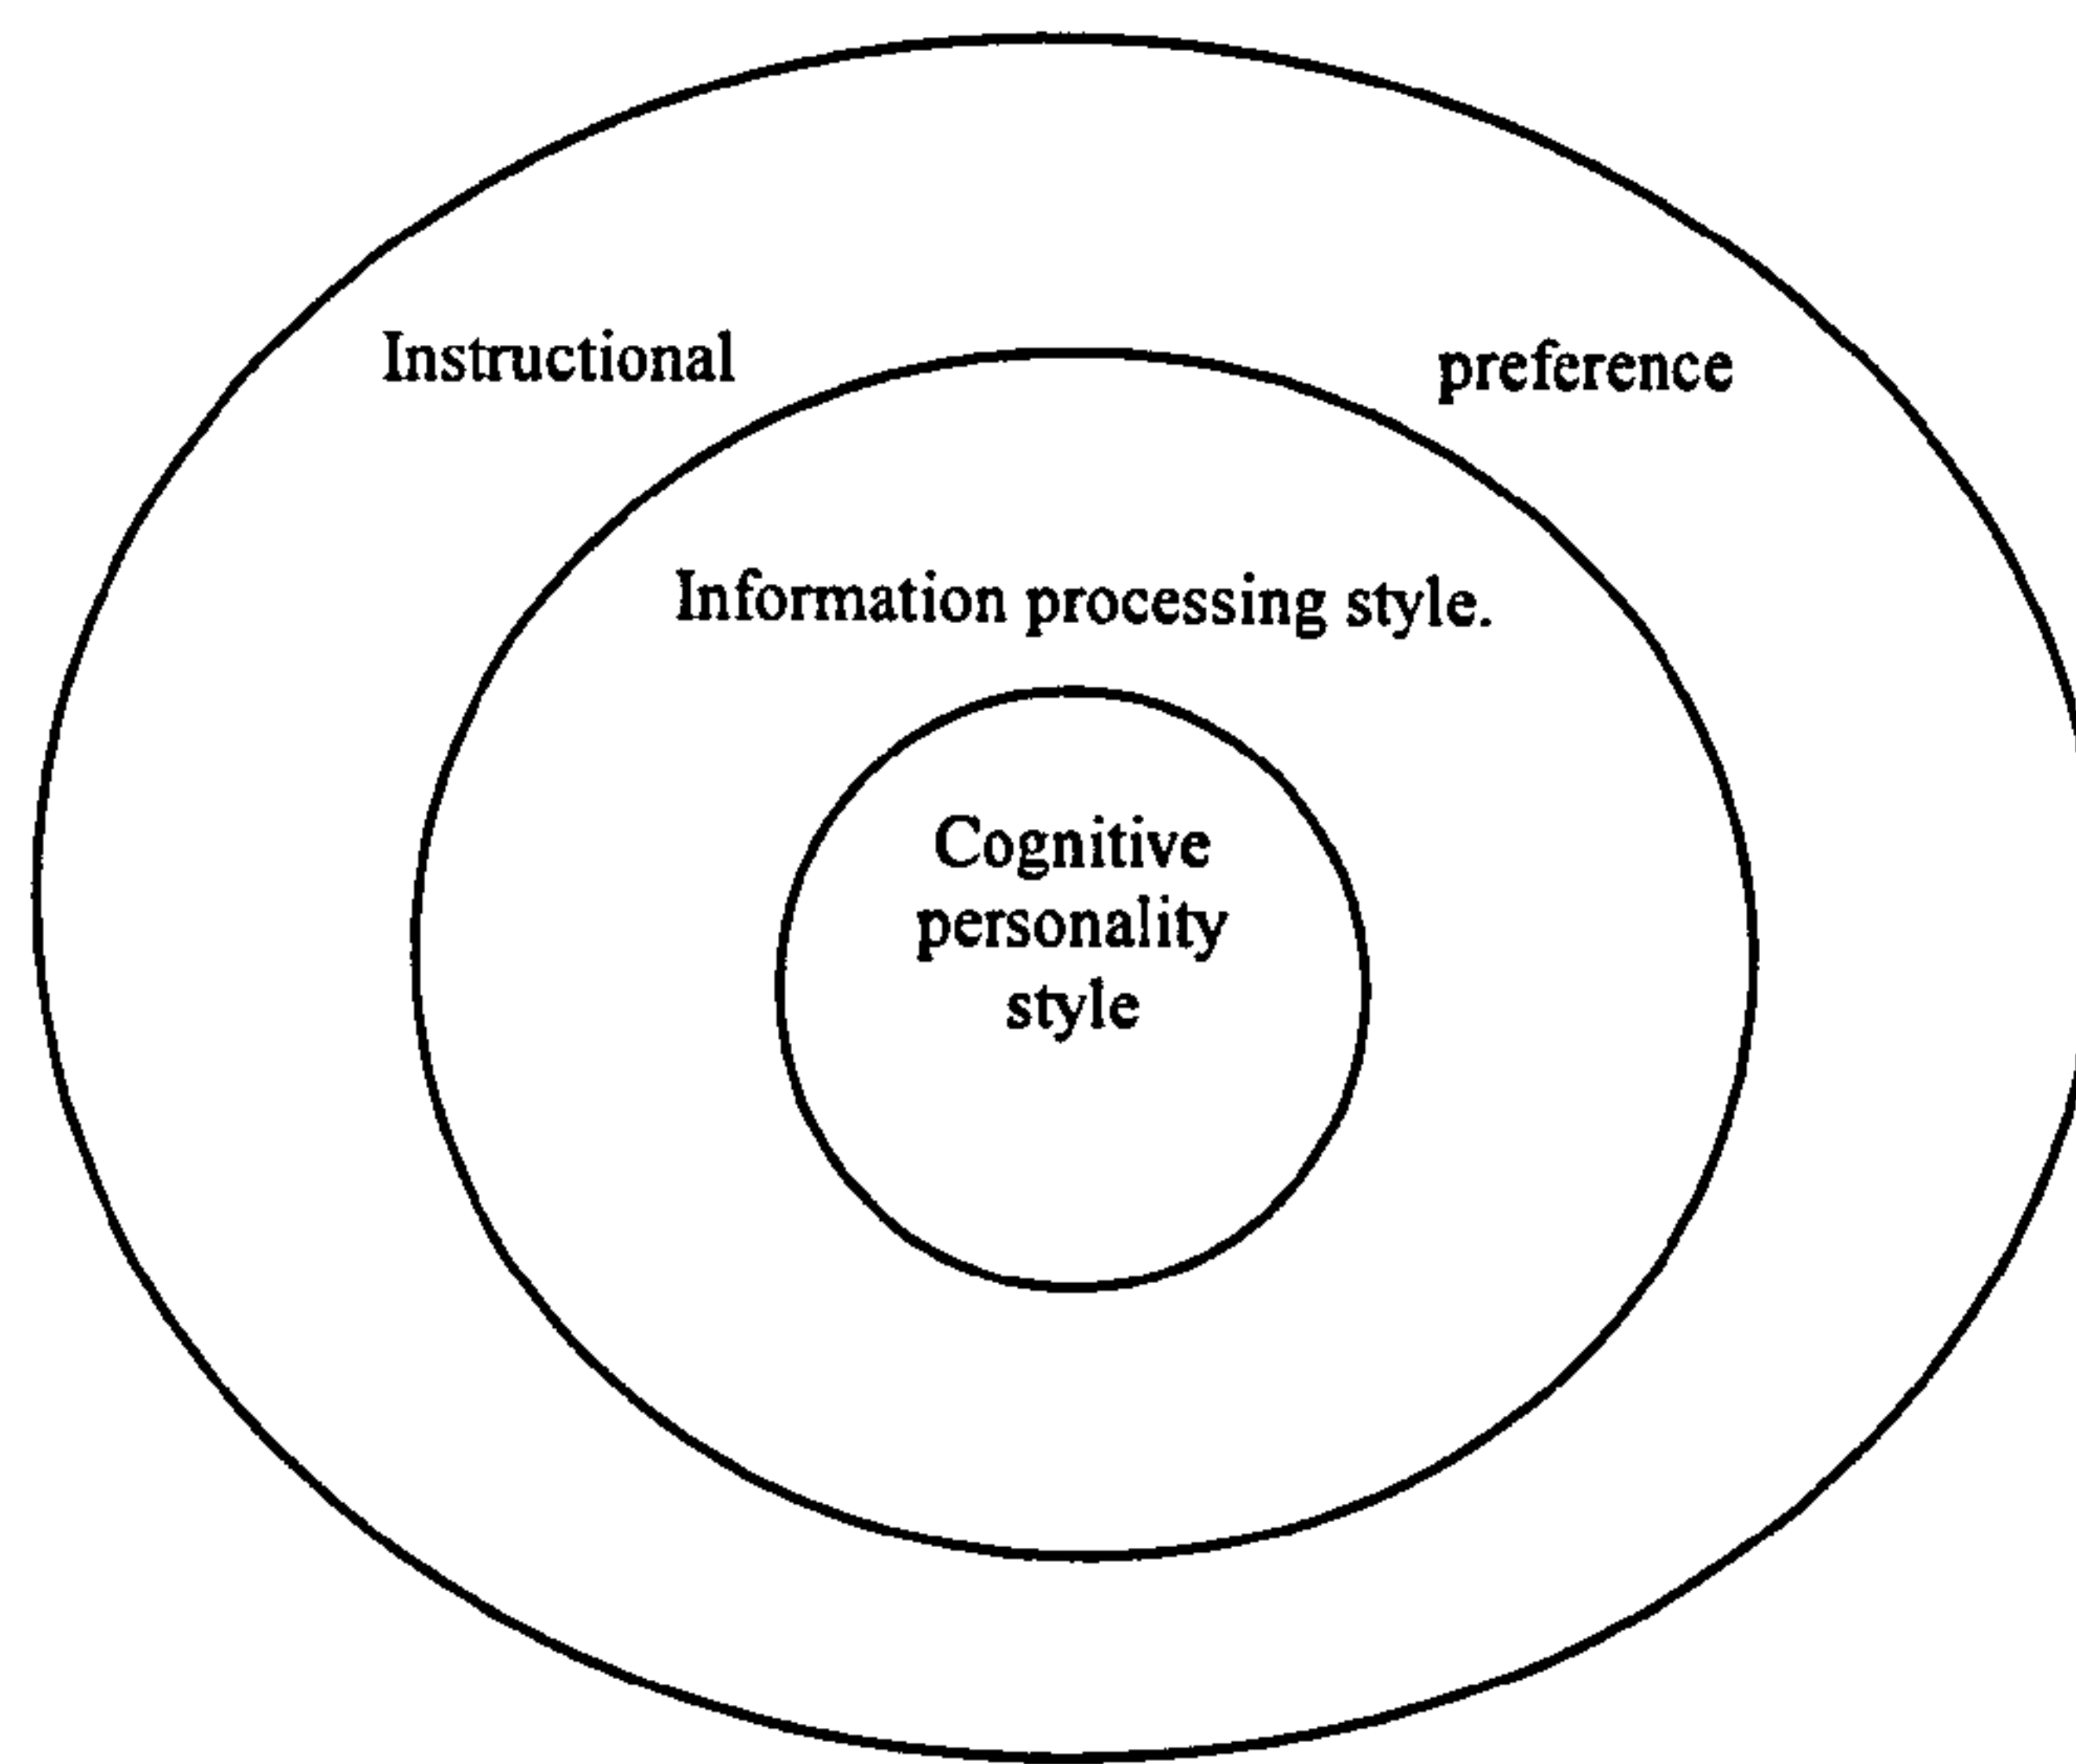 Instructional preference
Information processing style.
Cognitive
personality
style